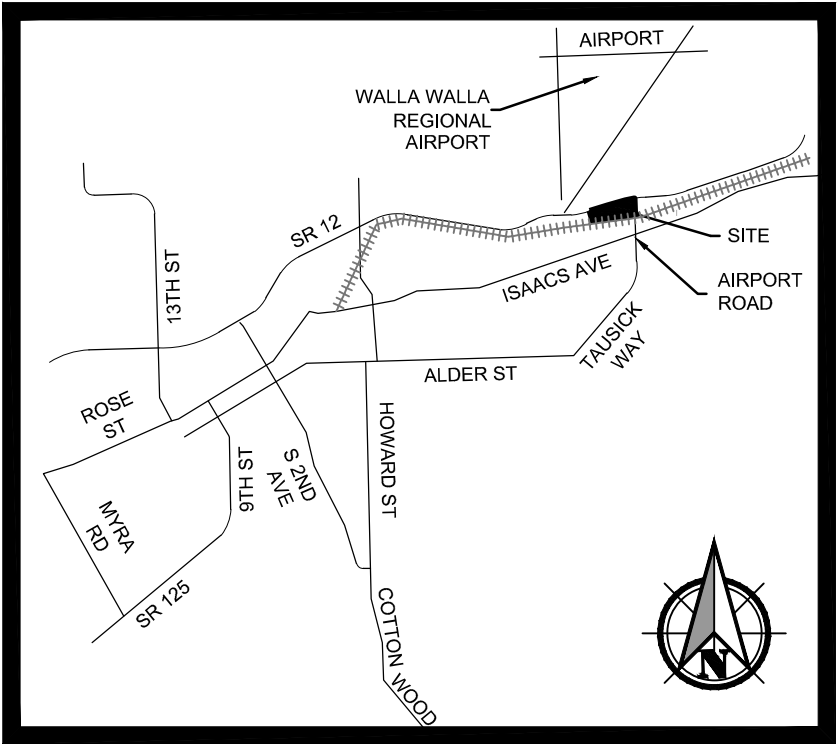 AIRPORT
WALLA WALLA
REGIONAL
AIRPORT
SR 12
SITE
13TH ST
ISAACS AVE
AIRPORT
ROAD
TAUSICK
WAY
ALDER ST
ROSE
ST
HOWARD ST
9TH ST
S 2ND
AVE
MYRA
RD
SR 125
COTTON WOOD
N